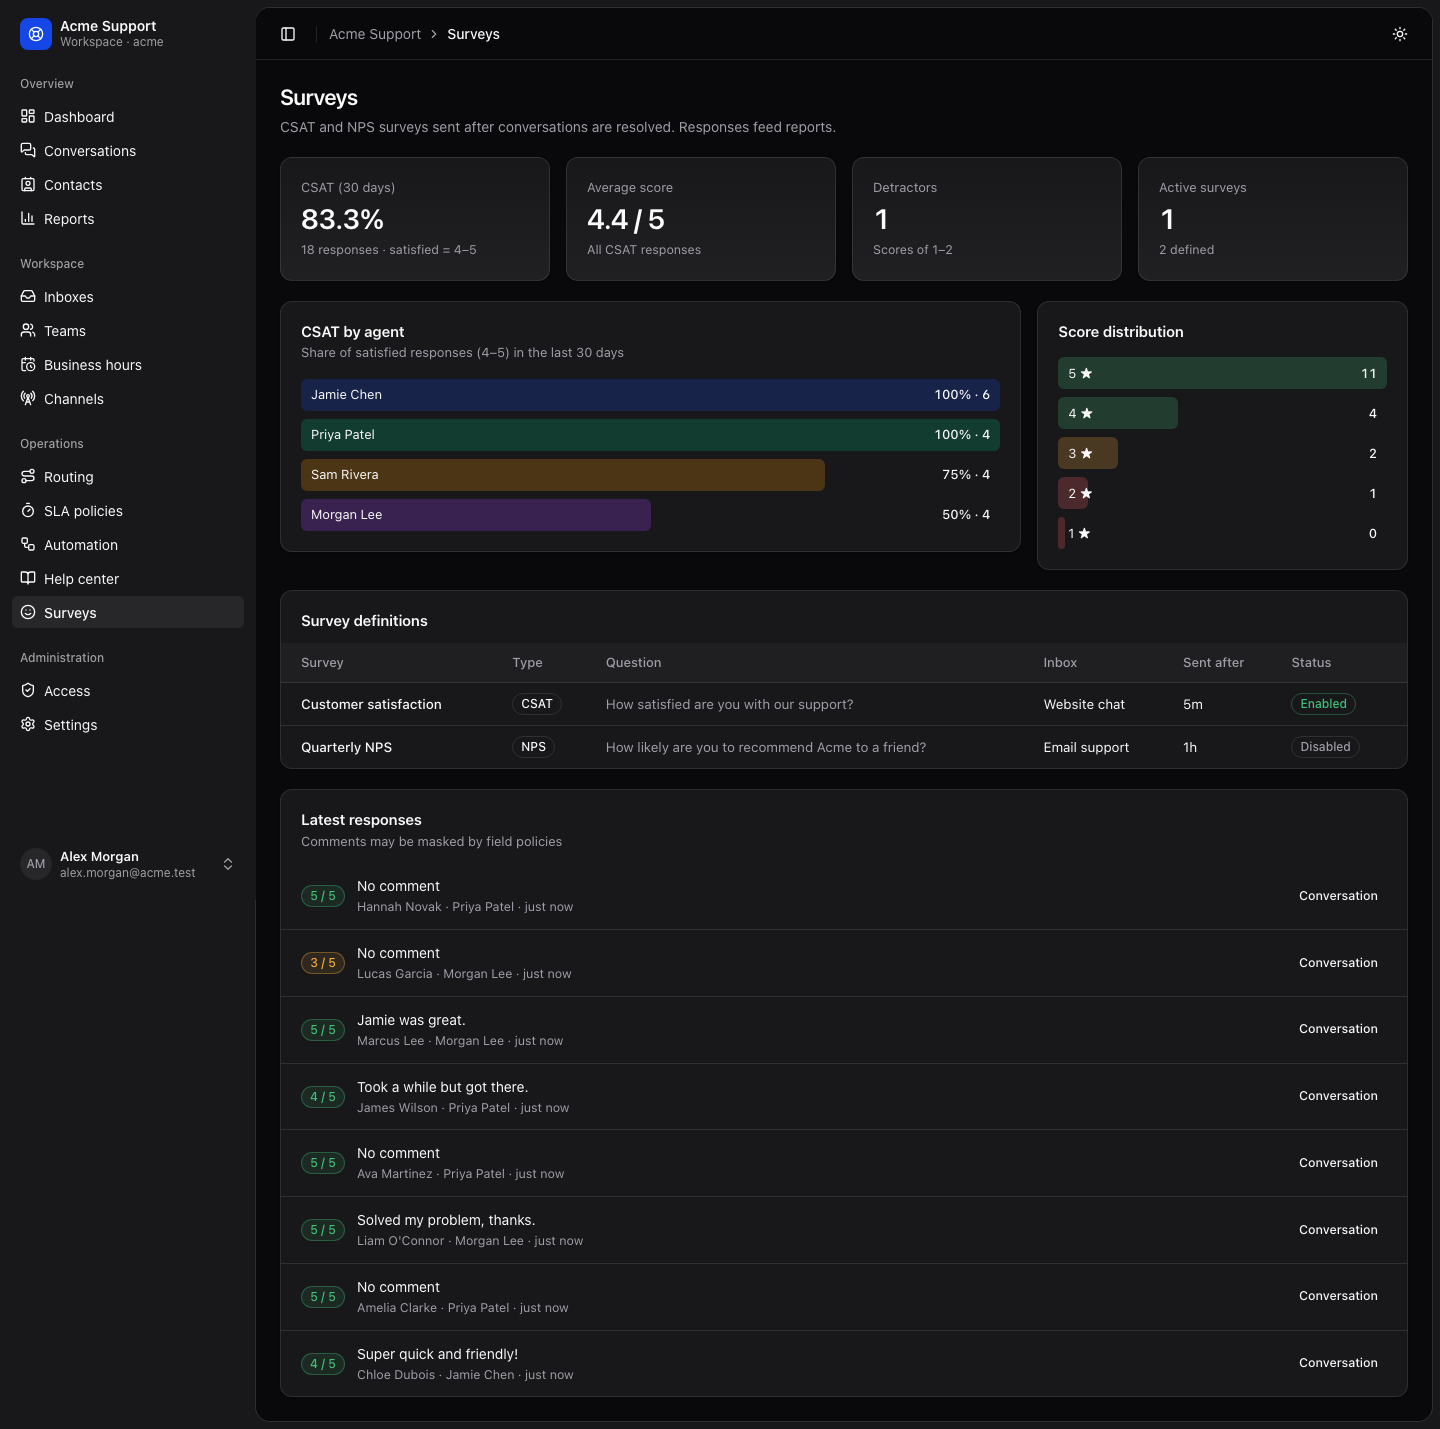 Acme Support
Workspace · acme
Overview
Dashboard
Conversations
Contacts
Reports
Workspace
Inboxes
Teams
Business hours
Channels
Operations
Routing
SLA policies
Automation
Help center
Surveys
Administration
Access
Settings
AM
Alex Morgan
alex.morgan@acme.test
Acme Support > Surveys
Surveys
CSAT and NPS surveys sent after conversations are resolved. Responses feed reports.
CSAT (30 days)
83.3%
18 responses · satisfied = 4–5
Average score
4.4 / 5
All CSAT responses
Detractors
1
Scores of 1–2
Active surveys
1
2 defined
CSAT by agent
Share of satisfied responses (4–5) in the last 30 days
Jamie Chen 100% · 6
Priya Patel 100% · 4
Sam Rivera 75% · 4
Morgan Lee 50% · 4
Score distribution
5 ★ 11
4 ★ 4
3 ★ 2
2 ★ 1
1 ★ 0
Survey definitions
Survey Type Question Inbox Sent after Status
Customer satisfaction CSAT How satisfied are you with our support? Website chat 5m Enabled
Quarterly NPS NPS How likely are you to recommend Acme to a friend? Email support 1h Disabled
Latest responses
Comments may be masked by field policies
5 / 5 No comment Conversation
Hannah Novak · Priya Patel · just now
3 / 5 No comment Conversation
Lucas Garcia · Morgan Lee · just now
5 / 5 Jamie was great. Conversation
Marcus Lee · Morgan Lee · just now
4 / 5 Took a while but got there. Conversation
James Wilson · Priya Patel · just now
5 / 5 No comment Conversation
Ava Martinez · Priya Patel · just now
5 / 5 Solved my problem, thanks. Conversation
Liam O'Connor · Morgan Lee · just now
5 / 5 No comment Conversation
Amelia Clarke · Priya Patel · just now
4 / 5 Super quick and friendly! Conversation
Chloe Dubois · Jamie Chen · just now